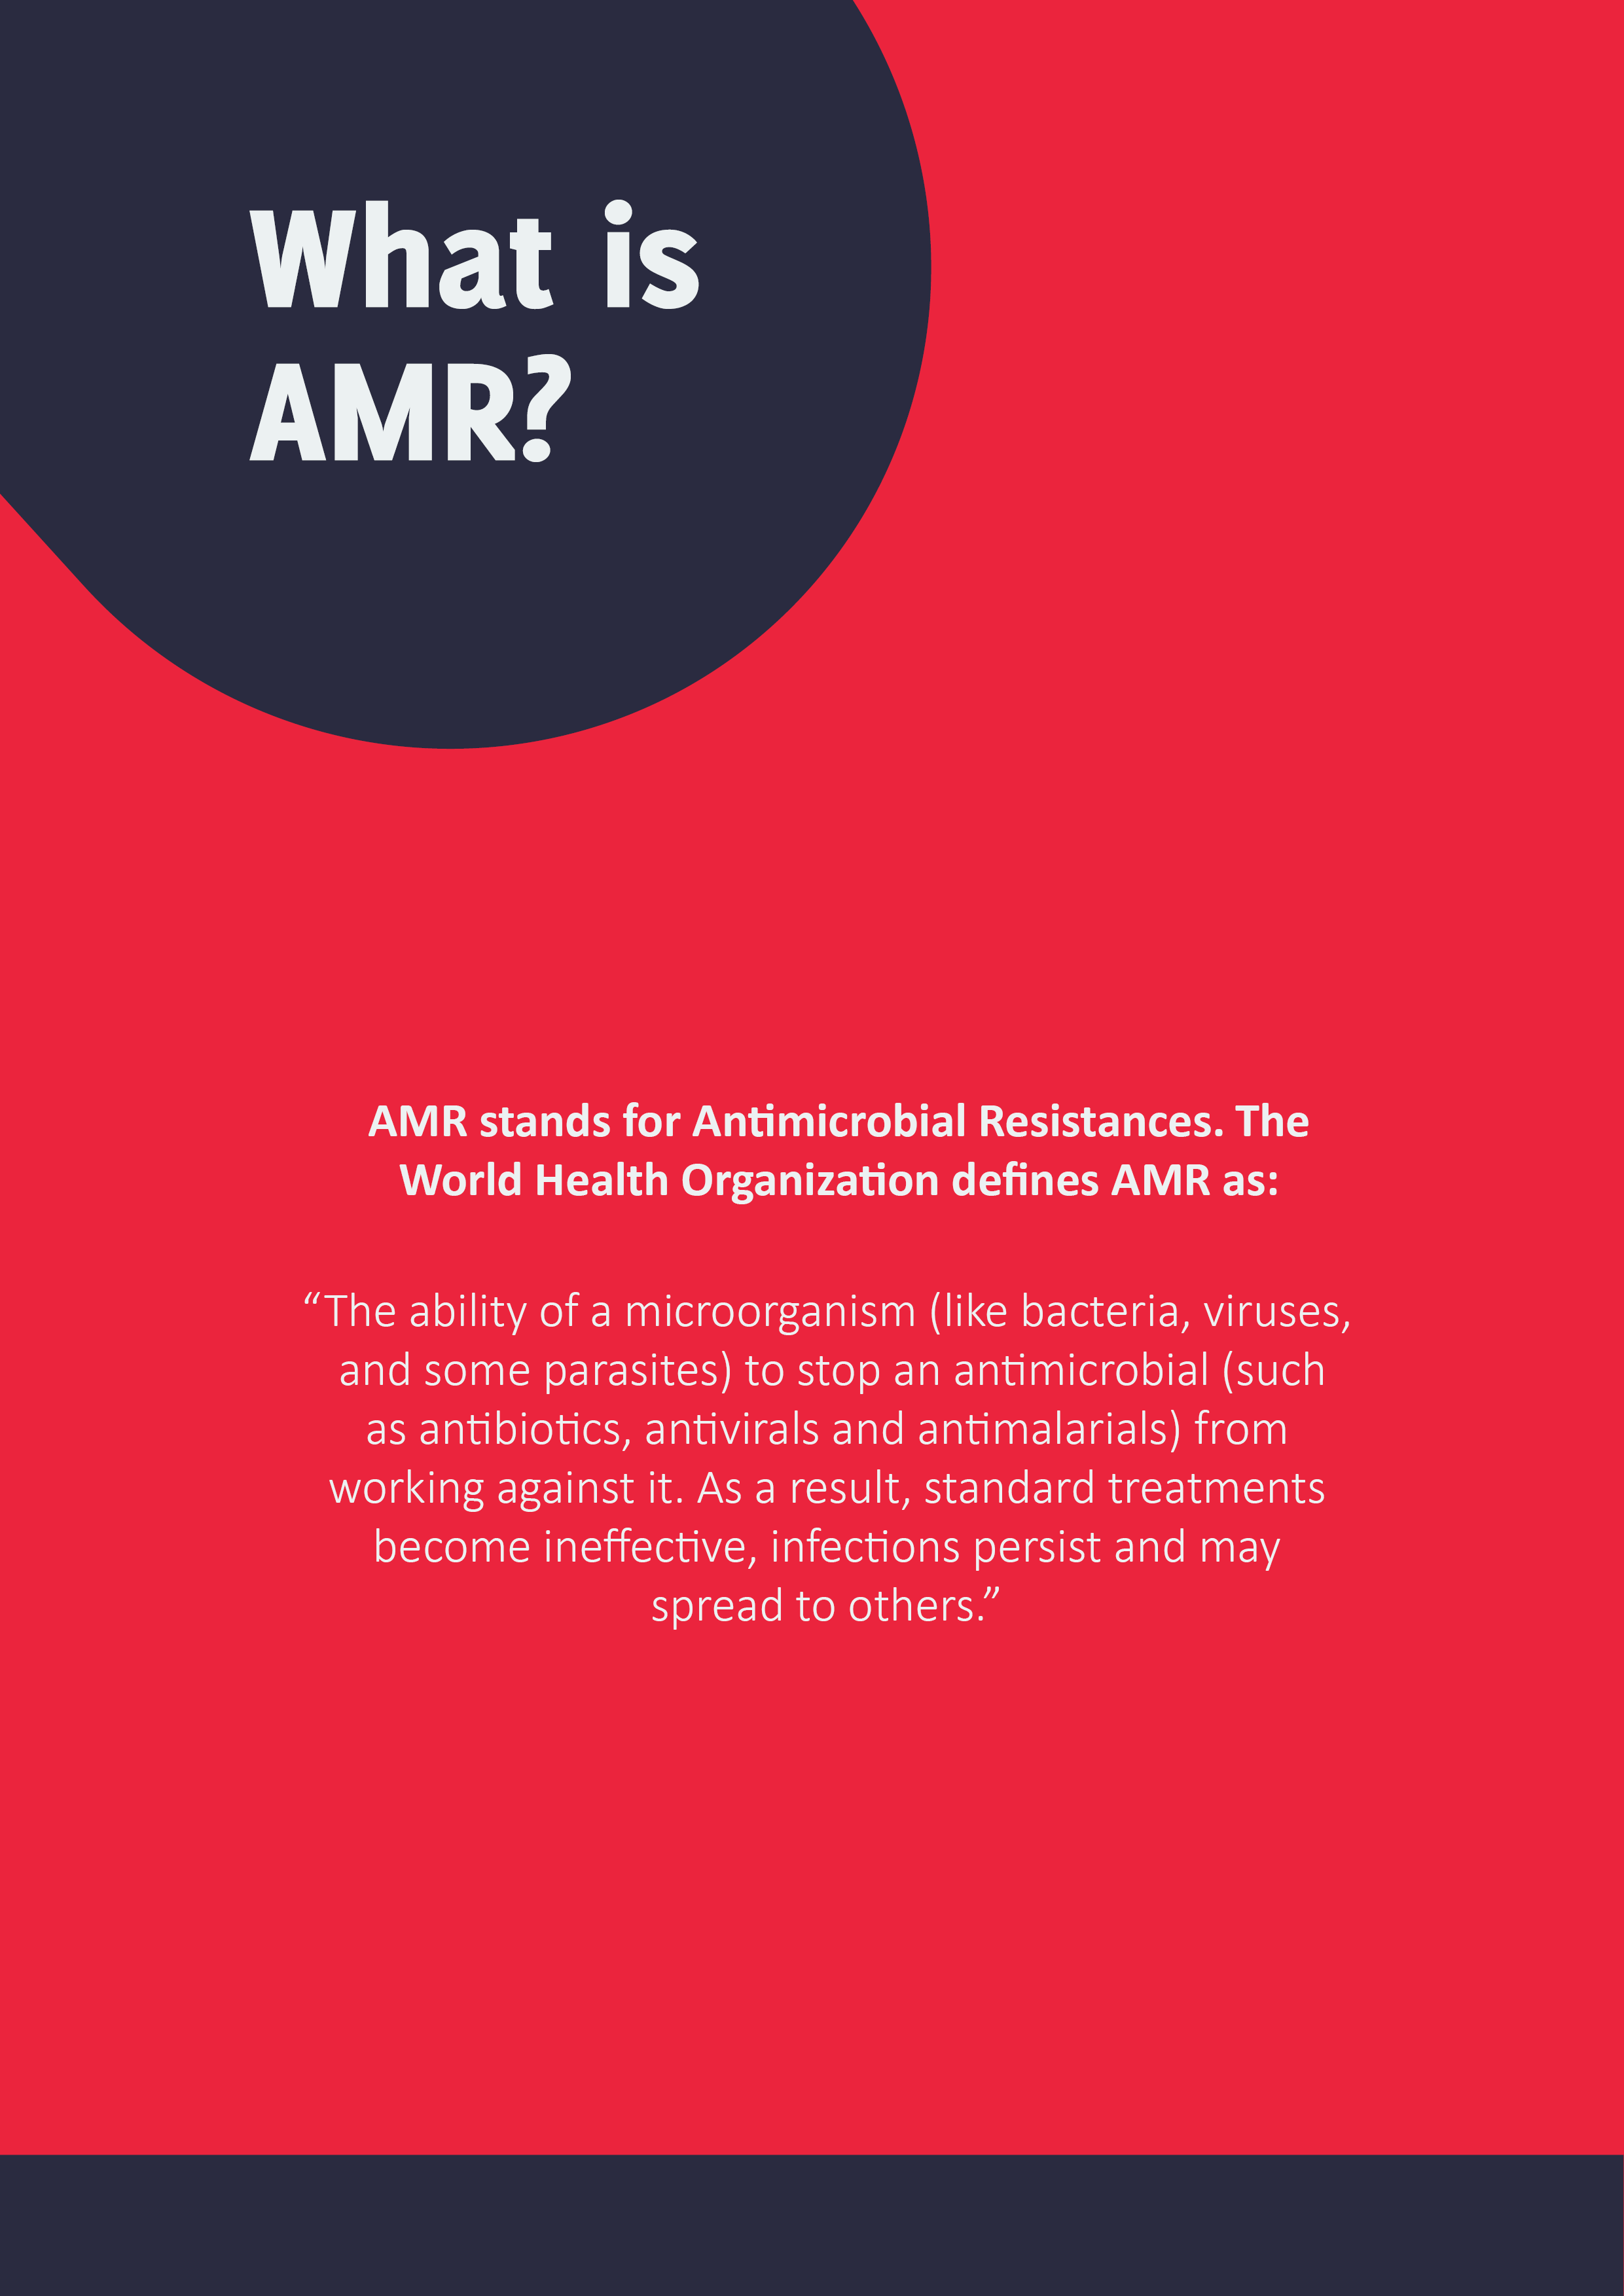 What is
AMR?
AMR stands for Antimicrobial Resistances. The
World Health Organization defines AMR as:
“The ability of a microorganism (like bacteria, viruses,
and some parasites) to stop an antimicrobial (such
as antibiotics, antivirals and antimalarials) from
working against it. As a result, standard treatments
become ineffective, infections persist and may
spread to others.”